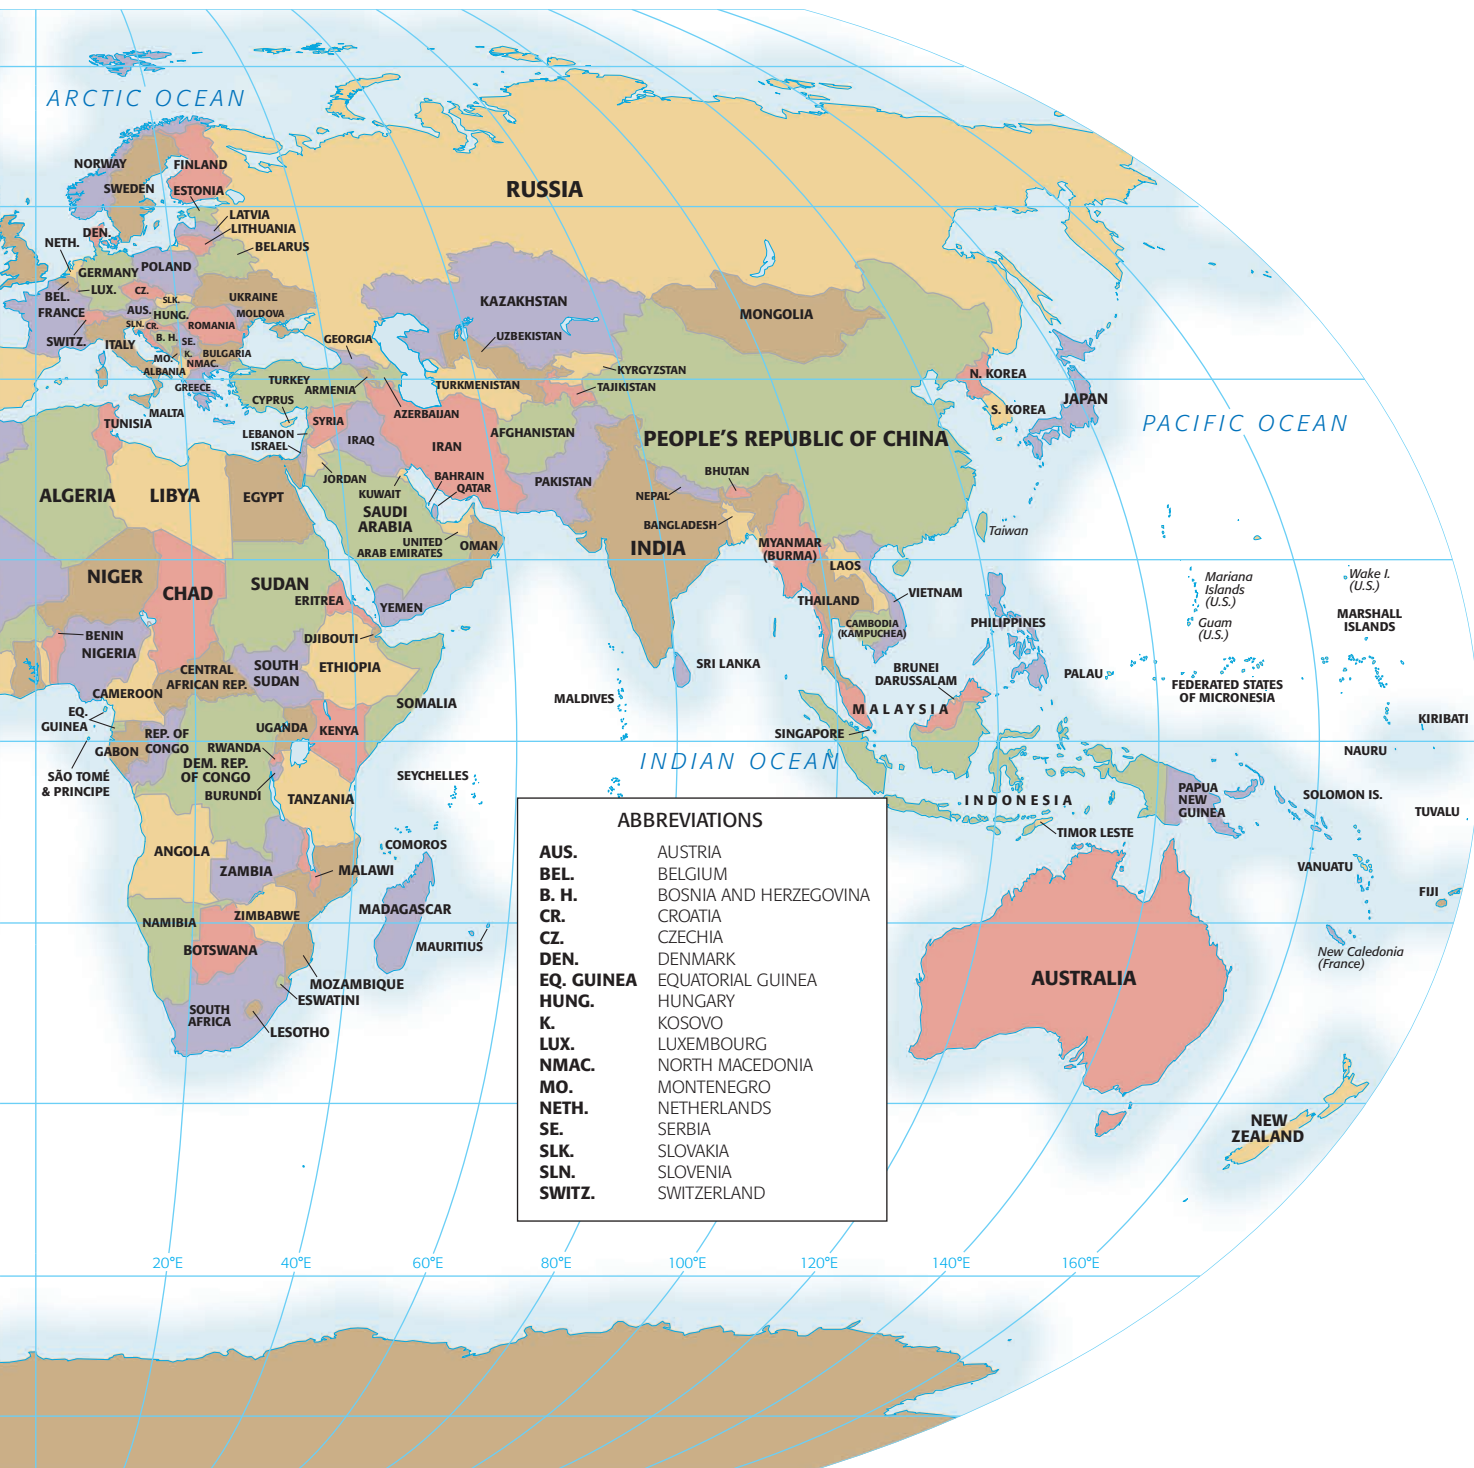 ARCTIC OCEAN
NORWAY
FINLAND
SWEDEN
ESTONIA
RUSSIA
LATVIA
LITHUANIA
DEN.
NETH.
BELARUS
GERMANY
POLAND
BEL.
LUX.
CZ.
SLK.
UKRAINE
FRANCE
AUS.
HUNG.
MOLDOVA
SLN.
CR.
ROMANIA
SWITZ.
ITALY
B. H.
SE.
MO.
K.
BULGARIA
NMAC.
ALBANIA
GREECE
GEORGIA
KAZAKHSTAN
MONGOLIA
UZBEKISTAN
KYRGYZSTAN
TURKMENISTAN
TAJIKISTAN
TURKEY
ARMENIA
CYPRUS
AZERBAIJAN
N. KOREA
S. KOREA
JAPAN
PACIFIC OCEAN
MALTA
TUNISIA
SYRIA
LEBANON
ISRAEL
IRAQ
IRAN
AFGHANISTAN
PEOPLE'S REPUBLIC OF CHINA
JORDAN
KUWAIT
BAHRAIN
QATAR
PAKISTAN
BHUTAN
NEPAL
ALGERIA
LIBYA
EGYPT
SAUDI
ARABIA
UNITED
ARAB EMIRATES
OMAN
BANGLADESH
INDIA
MYANMAR
(BURMA)
Taiwan
LAOS
NIGER
CHAD
SUDAN
ERITREA
YEMEN
THAILAND
VIETNAM
Mariana
Islands
(U.S.)
Guam
(U.S.)
Wake I.
(U.S.)
MARSHALL
ISLANDS
CAMBODIA
(KAMPUCHEA)
PHILIPPINES
BENIN
NIGERIA
DJIBOUTI
CENTRAL
AFRICAN REP.
SOUTH
SUDAN
ETHIOPIA
SRI LANKA
BRUNEI
DARUSSALAM
PALAU
FEDERATED STATES
OF MICRONESIA
CAMEROON
SOMALIA
MALDIVES
MALAYSIA
EQ.
GUINEA
REP. OF
CONGO
UGANDA
KENYA
SINGAPORE
KIRIBATI
GABON
RWANDA
DEM. REP.
OF CONGO
BURUNDI
INDIAN OCEAN
NAURU
SÃO TOMÉ
& PRINCIPE
SEYCHELLES
TANZANIA
INDONESIA
PAPUA
NEW
GUINEA
SOLOMON IS.
TUVALU
TIMOR LESTE
ANGOLA
COMOROS
ZAMBIA
MALAWI
VANUATU
FIJI
MADAGASCAR
ZIMBABWE
NAMIBIA
BOTSWANA
MAURITIUS
New Caledonia
(France)
AUSTRALIA
MOZAMBIQUE
ESWATINI
SOUTH
AFRICA
LESOTHO
NEW
ZEALAND
ABBREVIATIONS
AUS. AUSTRIA
BEL. BELGIUM
B. H. BOSNIA AND HERZEGOVINA
CR. CROATIA
CZ. CZECHIA
DEN. DENMARK
EQ. GUINEA EQUATORIAL GUINEA
HUNG. HUNGARY
K. KOSOVO
LUX. LUXEMBOURG
NMAC. NORTH MACEDONIA
MO. MONTENEGRO
NETH. NETHERLANDS
SE. SERBIA
SLK. SLOVAKIA
SLN. SLOVENIA
SWITZ. SWITZERLAND
20°E 40°E 60°E 80°E 100°E 120°E 140°E 160°E